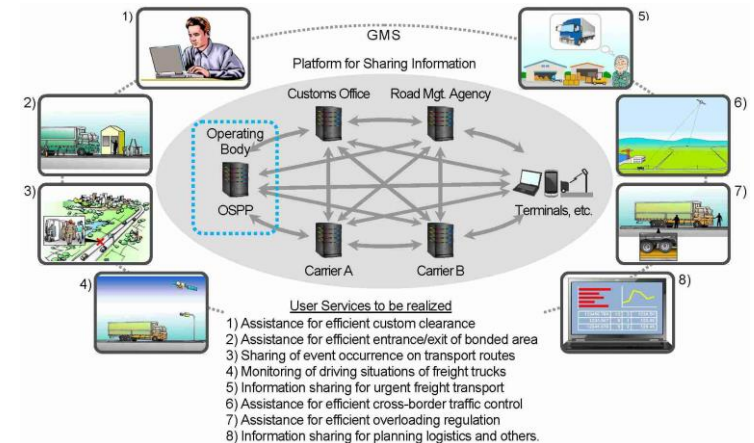 1)
GMS
5)
Platform for Sharing Information
Customs Office
Road Mgt. Agency
2)
Operating
Body
6)
OSPP
3)
7)
Terminals, etc.
Carrier A
Carrier B
4)
8)
User Services to be realized
1) Assistance for efficient custom clearance
2) Assistance for efficient entrance/exit of bonded area
3) Sharing of event occurrence on transport routes
4) Monitoring of driving situations of freight trucks
5) Information sharing for urgent freight transport
6) Assistance for efficient cross-border traffic control
7) Assistance for efficient overloading regulation
8) Information sharing for planning logistics and others.